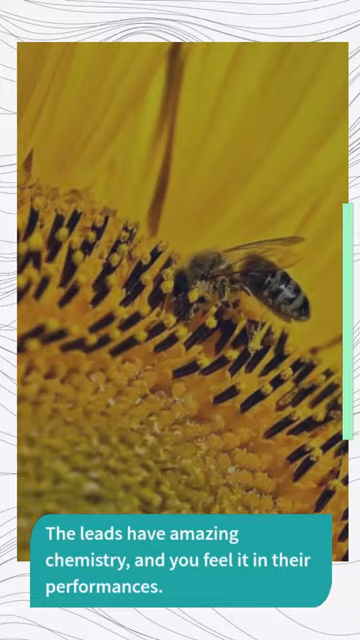 The leads have amazing
chemistry, and you feel it in their
performances.